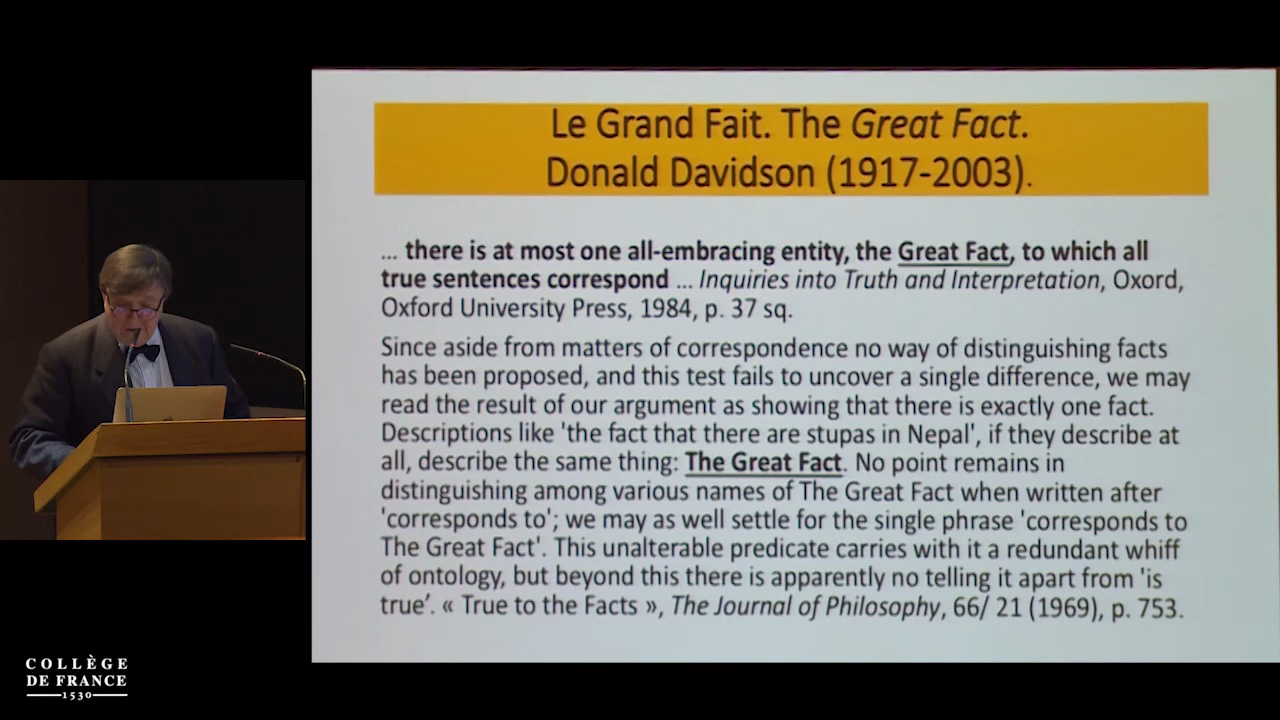 Le Grand Fait. The Great Fact.
Donald Davidson (1917-2003).
... there is at most one all-embracing entity, the Great Fact, to which all
true sentences correspond ... Inquiries into Truth and Interpretation, Oxord,
Oxford University Press, 1984, p. 37 sq.
Since aside from matters of correspondence no way of distinguishing facts
has been proposed, and this test fails to uncover a single difference, we may
read the result of our argument as showing that there is exactly one fact.
Descriptions like 'the fact that there are stupas in Nepal', if they describe at
all, describe the same thing: The Great Fact. No point remains in
distinguishing among various names of The Great Fact when written after
'corresponds to'; we may as well settle for the single phrase 'corresponds to
The Great Fact'. This unalterable predicate carries with it a redundant whiff
of ontology, but beyond this there is apparently no telling it apart from 'is
true’. « True to the Facts », The Journal of Philosophy, 66/ 21 (1969), p. 753.
COLLÈGE
DE FRANCE
1530